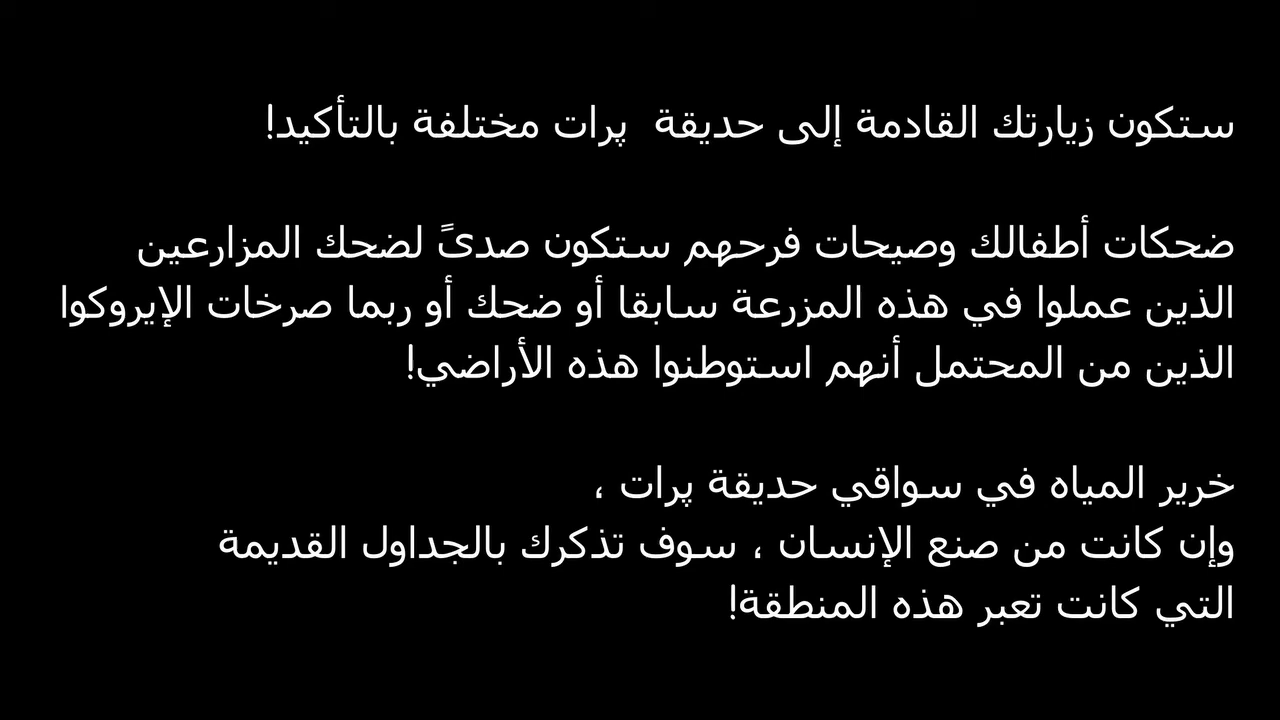 ستكون زيارتك القادمة إلى حديقة  پرات مختلفة بالتأكيد!
ضحكات أطفالك وصيحات فرحهم ستكون صدىً لضحك المزارعين
الذين عملوا في هذه المزرعة سابقا أو ضحك أو ربما صرخات الإيروكوا
الذين من المحتمل أنهم استوطنوا هذه الأراضي!
خرير المياه في سواقي حديقة پرات ،
وإن كانت من صنع الإنسان ، سوف تذكرك بالجداول القديمة
التي كانت تعبر هذه المنطقة!